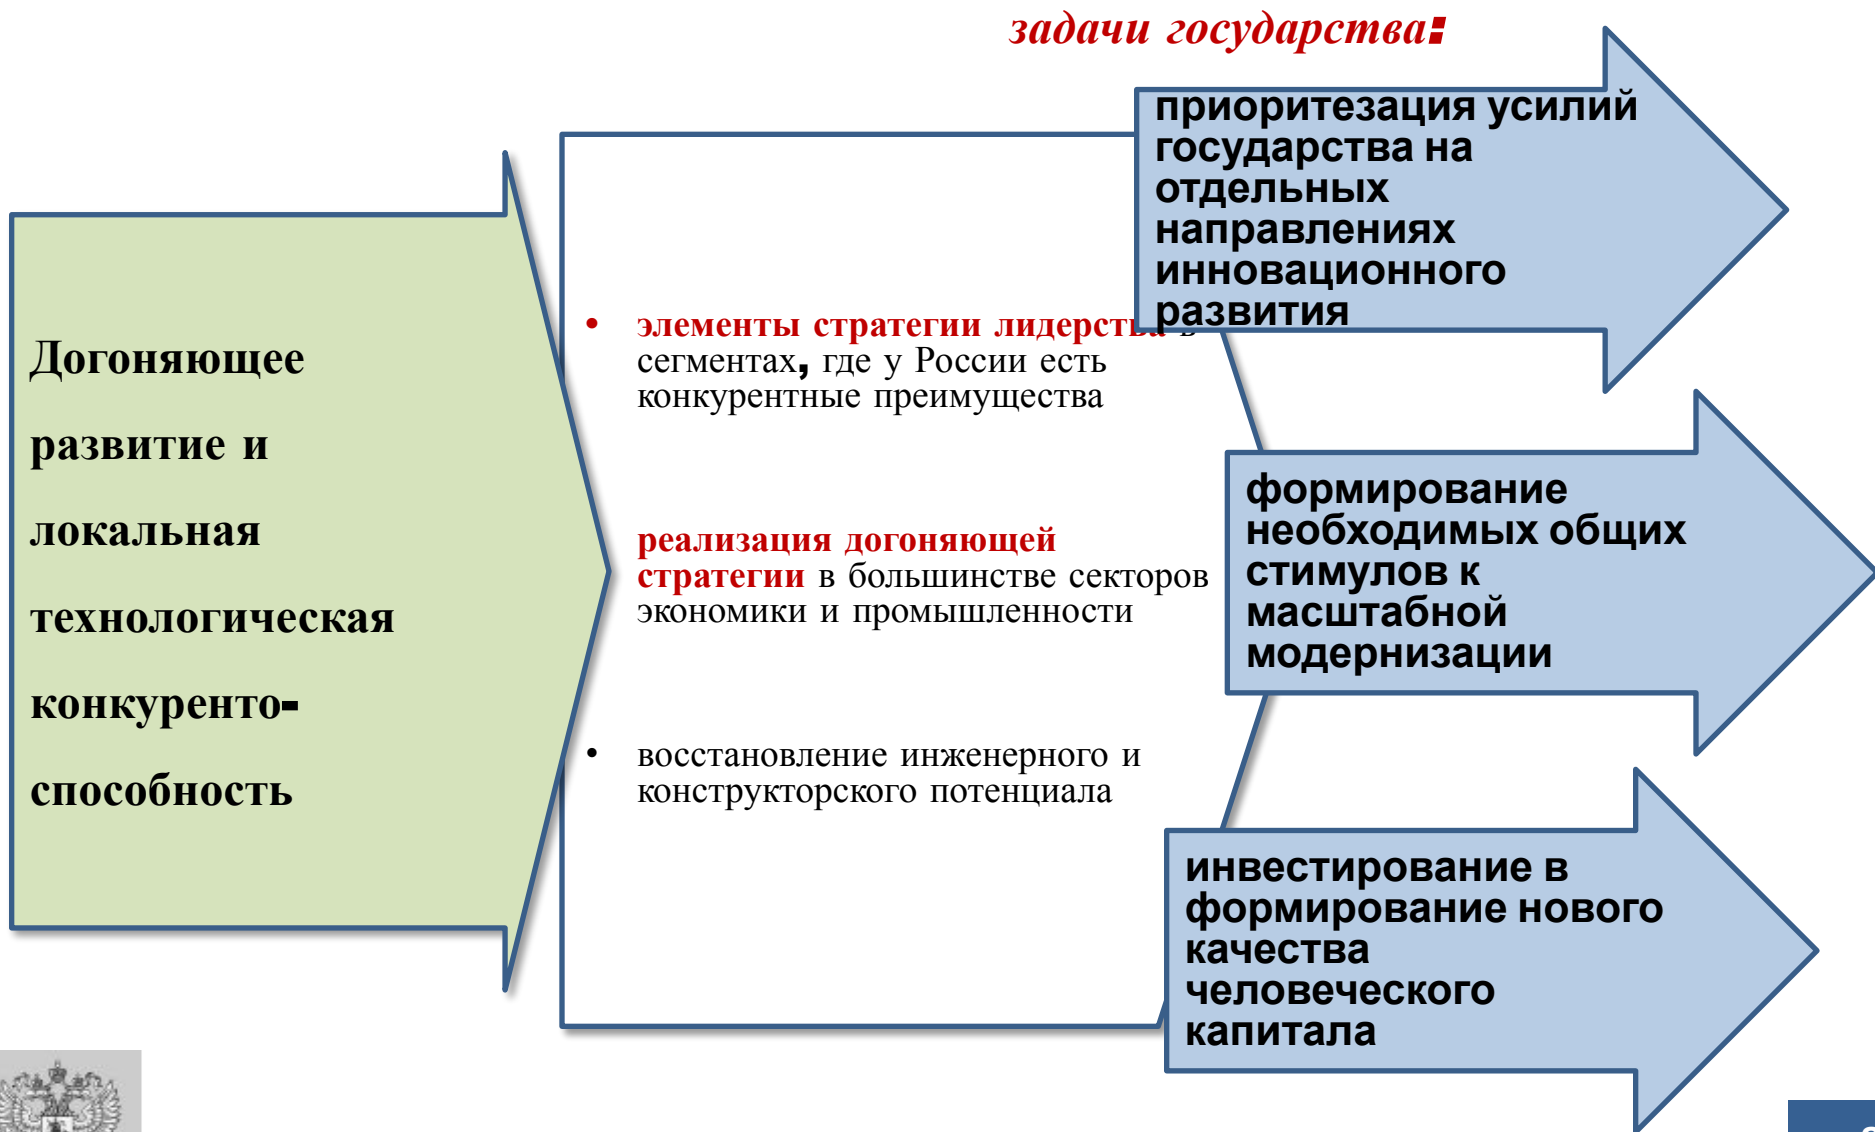 задачи государства:
Догоняющее
развитие и
локальная
технологическая
конкуренто-
способность
• элементы стратегии лидерства в
сегментах, где у России есть
конкурентные преимущества
реализация догоняющей
стратегии в большинстве секторов
экономики и промышленности
• восстановление инженерного и
конструкторского потенциала
приоритезация усилий
государства на
отдельных
направлениях
инновационного
развития
формирование
необходимых общих
стимулов к
масштабной
модернизации
инвестирование в
формирование нового
качества
человеческого
капитала